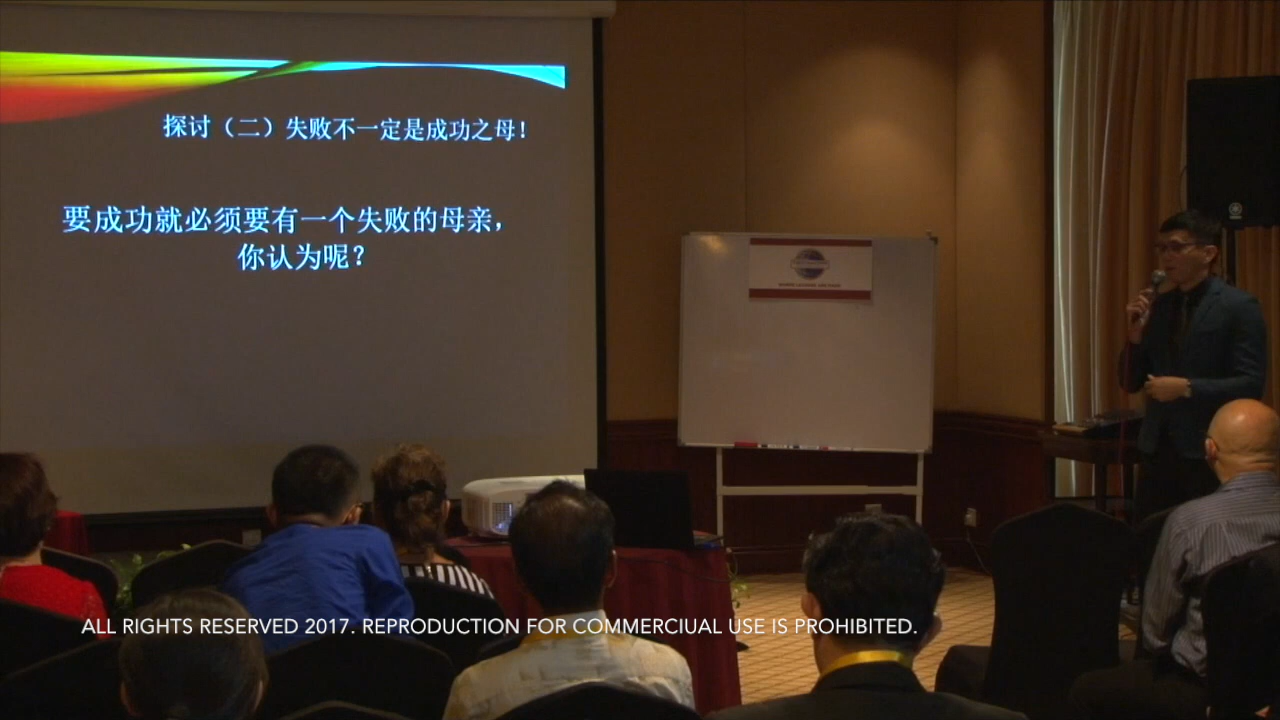 探讨（二）失败不一定是成功之母！
要成功就必须要有一个失败的母亲，
你认为呢？
ALL RIGHTS RESERVED 2017. REPRODUCTION FOR COMMERCIUAL USE IS PROHIBITED.